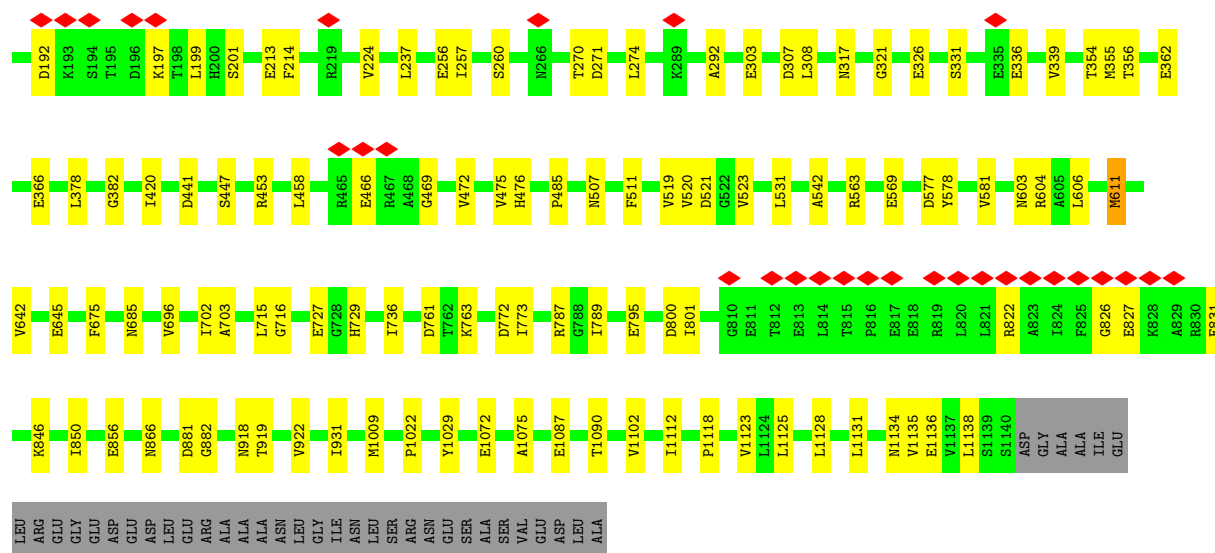 D192 K193 S194 T195 D196 K197 T198 L199 H200 S201 E213 F214 R219 V224 L237 E256 I257 S260 N266 T270 D271 L274 K289 A292 E303 D307 L308 N317 G321 E326 S331 E335 E336 V339 T354 M355 T356 E362
E366 L378 G382 I420 D441 S447 R453 L458 R465 E466 R467 A468 G469 V472 V475 H476 P485 N507 F511 V519 V520 D521 G522 V523 L531 A542 R563 E569 D577 Y578 V581 N603 R604 A605 L606 M611
V642 E645 F675 N685 V696 I702 A703 L715 G716 E727 G728 H729 I736 D761 T762 K763 D772 I773 R787 G788 I789 E795 D800 I801 G810 E811 T812 E813 L814 T815 P816 E817 E818 R819 L820 L821 R822 A823 I824 F825 G826 E827 K828 A829 R830 E831
K846 I850 E856 N866 D881 G882 N918 T919 V922 I931 M1009 P1022 Y1029 E1072 A1075 E1087 T1090 V1102 I1112 P1118 V1123 L1124 L1125 L1128 L1131 N1134 V1135 E1136 V1137 L1138 S1139 S1140 ASP GLY ALA ALA ILE GLU
LEU ARG GLU GLY GLU ASP GLU ASP LEU GLU ARG ALA ALA ALA ASN LEU GLY ILE ASN LEU SER ARG ASN GLU SER ALA SER VAL GLU ASP LEU ALA